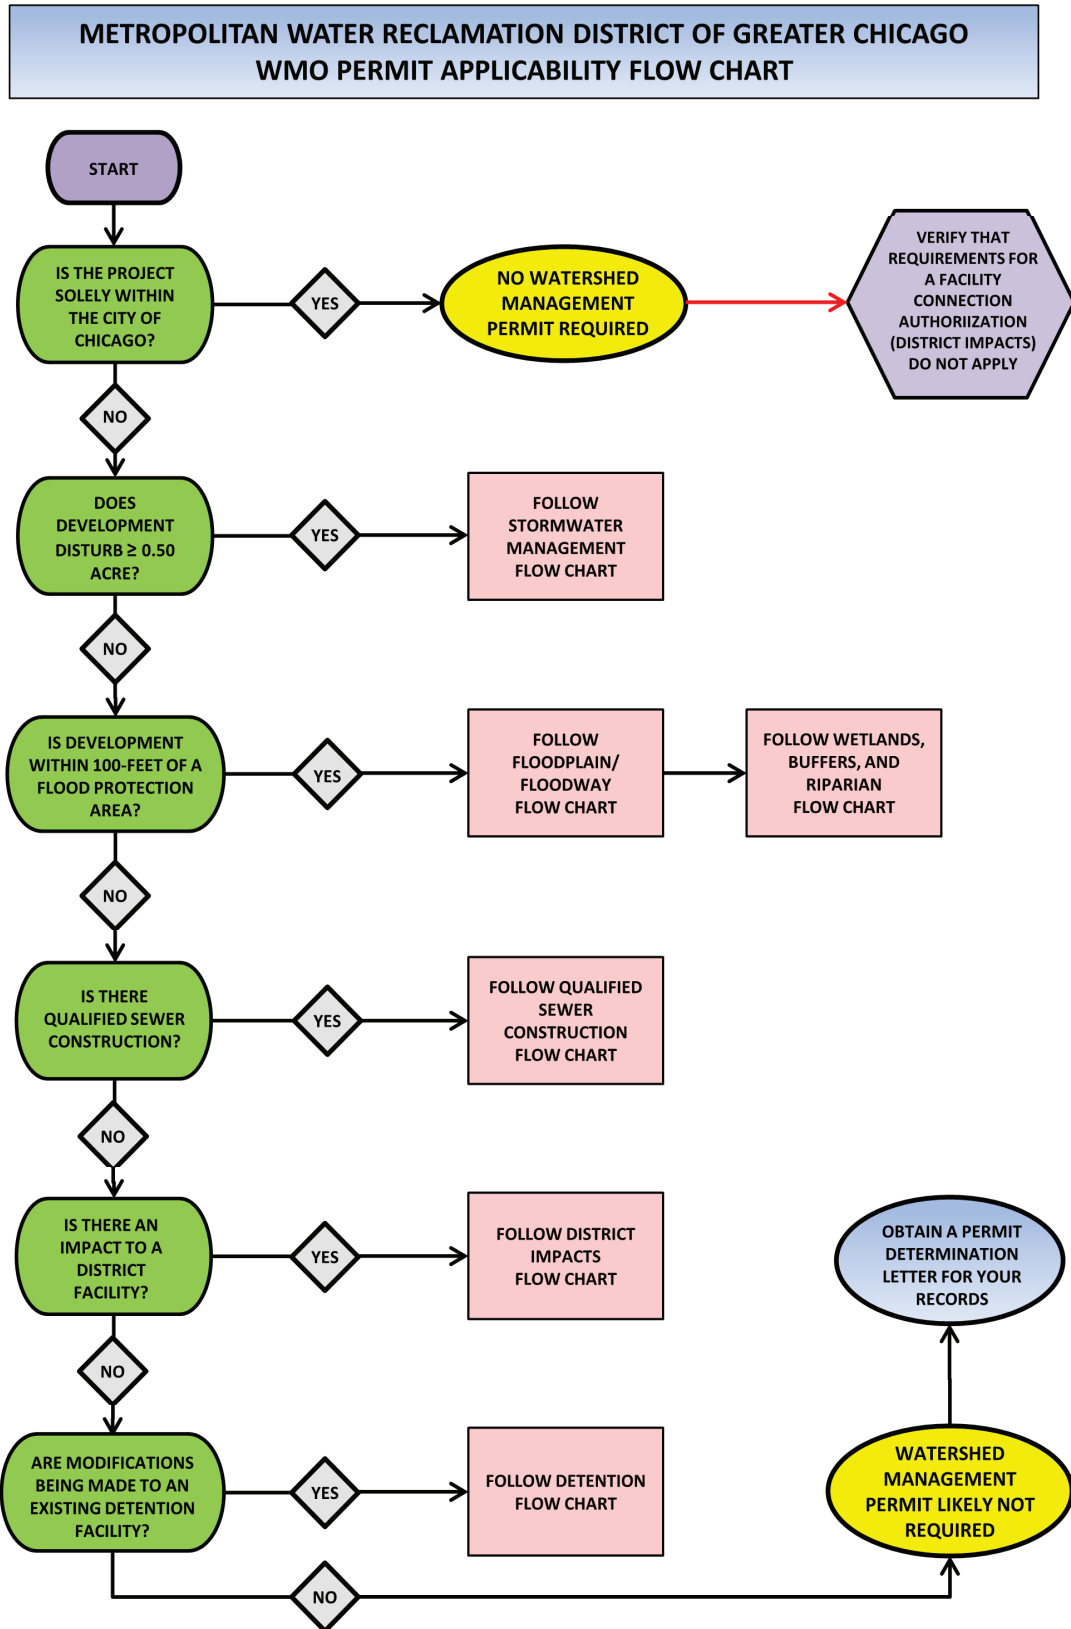 METROPOLITAN WATER RECLAMATION DISTRICT OF GREATER CHICAGO
WMO PERMIT APPLICABILITY FLOW CHART
START
IS THE PROJECT
SOLELY WITHIN
THE CITY OF
CHICAGO?
YES
NO WATERSHED
MANAGEMENT
PERMIT REQUIRED
VERIFY THAT
REQUIREMENTS FOR
A FACILITY
CONNECTION
AUTHORIIZATION
(DISTRICT IMPACTS)
DO NOT APPLY
NO
DOES
DEVELOPMENT
DISTURB ≥ 0.50
ACRE?
YES
FOLLOW
STORMWATER
MANAGEMENT
FLOW CHART
NO
IS DEVELOPMENT
WITHIN 100-FEET OF A
FLOOD PROTECTION
AREA?
YES
FOLLOW
FLOODPLAIN/
FLOODWAY
FLOW CHART
FOLLOW WETLANDS,
BUFFERS, AND
RIPARIAN
FLOW CHART
NO
IS THERE
QUALIFIED SEWER
CONSTRUCTION?
YES
FOLLOW QUALIFIED
SEWER
CONSTRUCTION
FLOW CHART
NO
IS THERE AN
IMPACT TO A
DISTRICT
FACILITY?
YES
FOLLOW DISTRICT
IMPACTS
FLOW CHART
OBTAIN A PERMIT
DETERMINATION
LETTER FOR YOUR
RECORDS
NO
ARE MODIFICATIONS
BEING MADE TO AN
EXISTING DETENTION
FACILITY?
YES
FOLLOW DETENTION
FLOW CHART
WATERSHED
MANAGEMENT
PERMIT LIKELY NOT
REQUIRED
NO